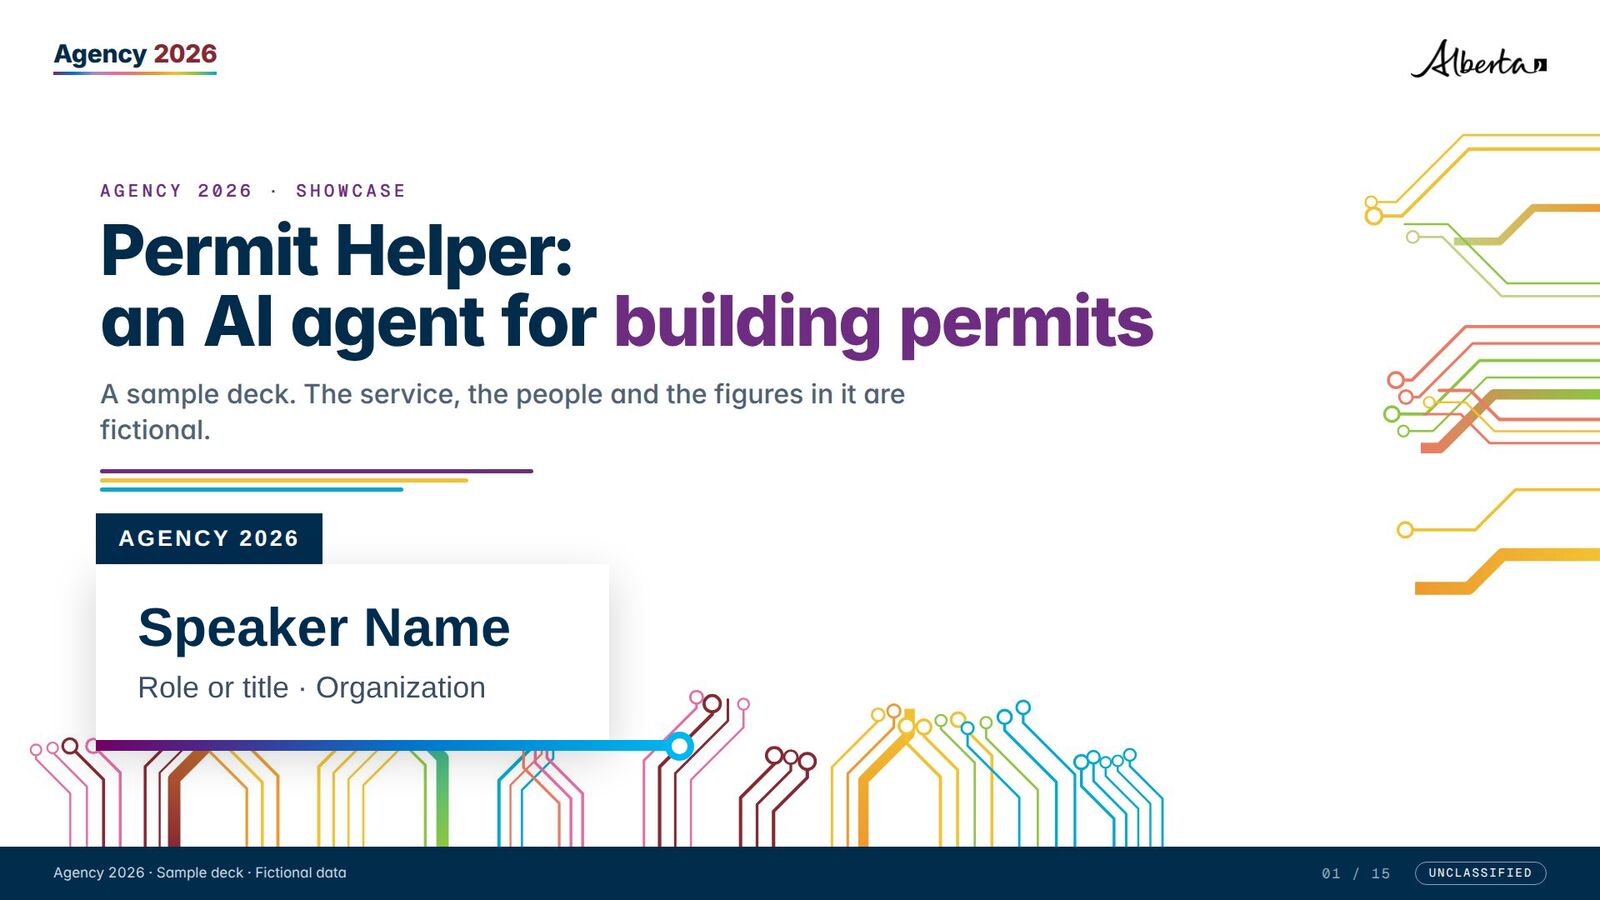 Agency 2026
Alberta
AGENCY 2026 · SHOWCASE
Permit Helper:
an AI agent for building permits
A sample deck. The service, the people and the figures in it are
fictional.
AGENCY 2026
Speaker Name
Role or title · Organization
Agency 2026 · Sample deck · Fictional data
01 / 15
UNCLASSIFIED